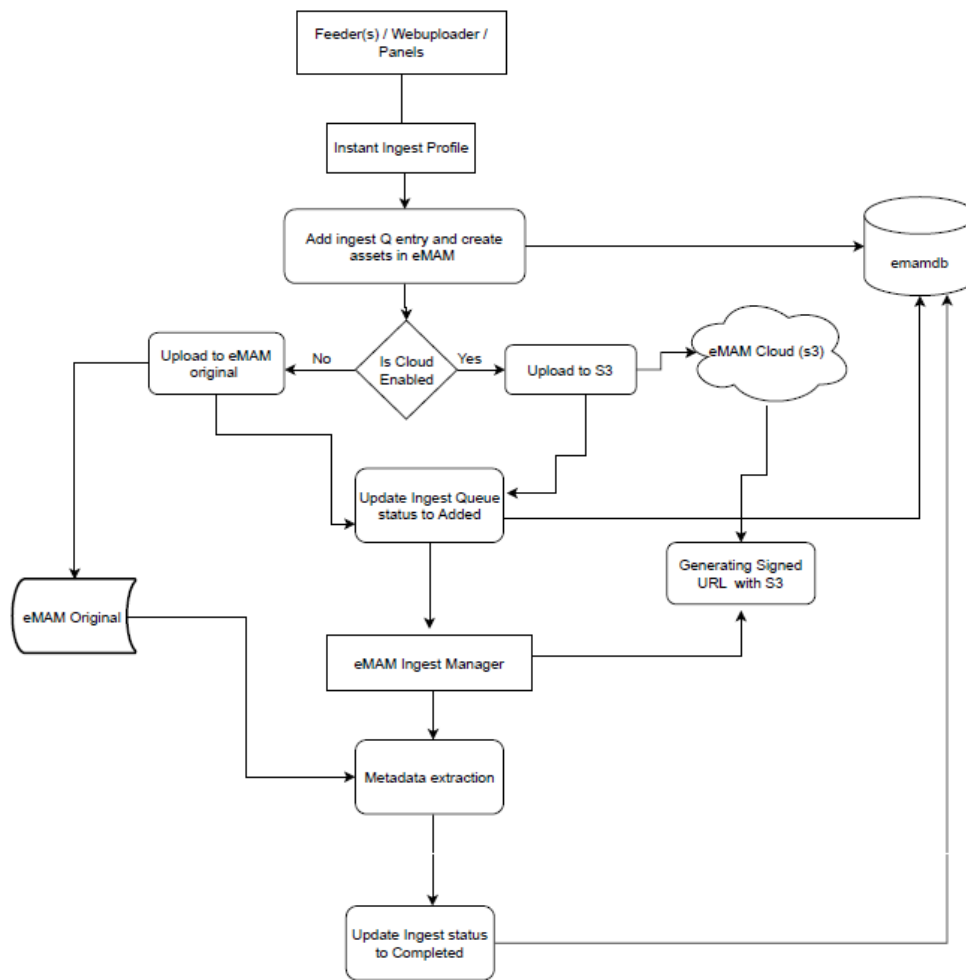 Feeder(s) / Webuploader /
Panels
Instant Ingest Profile
Add ingest Q entry and create
assets in eMAM
emamdb
Upload to eMAM
original
No
Is Cloud
Enabled
Yes
Upload to S3
eMAM Cloud (s3)
Update Ingest Queue
status to Added
Generating Signed
URL with S3
eMAM Original
eMAM Ingest Manager
Metadata extraction
Update Ingest status
to Completed